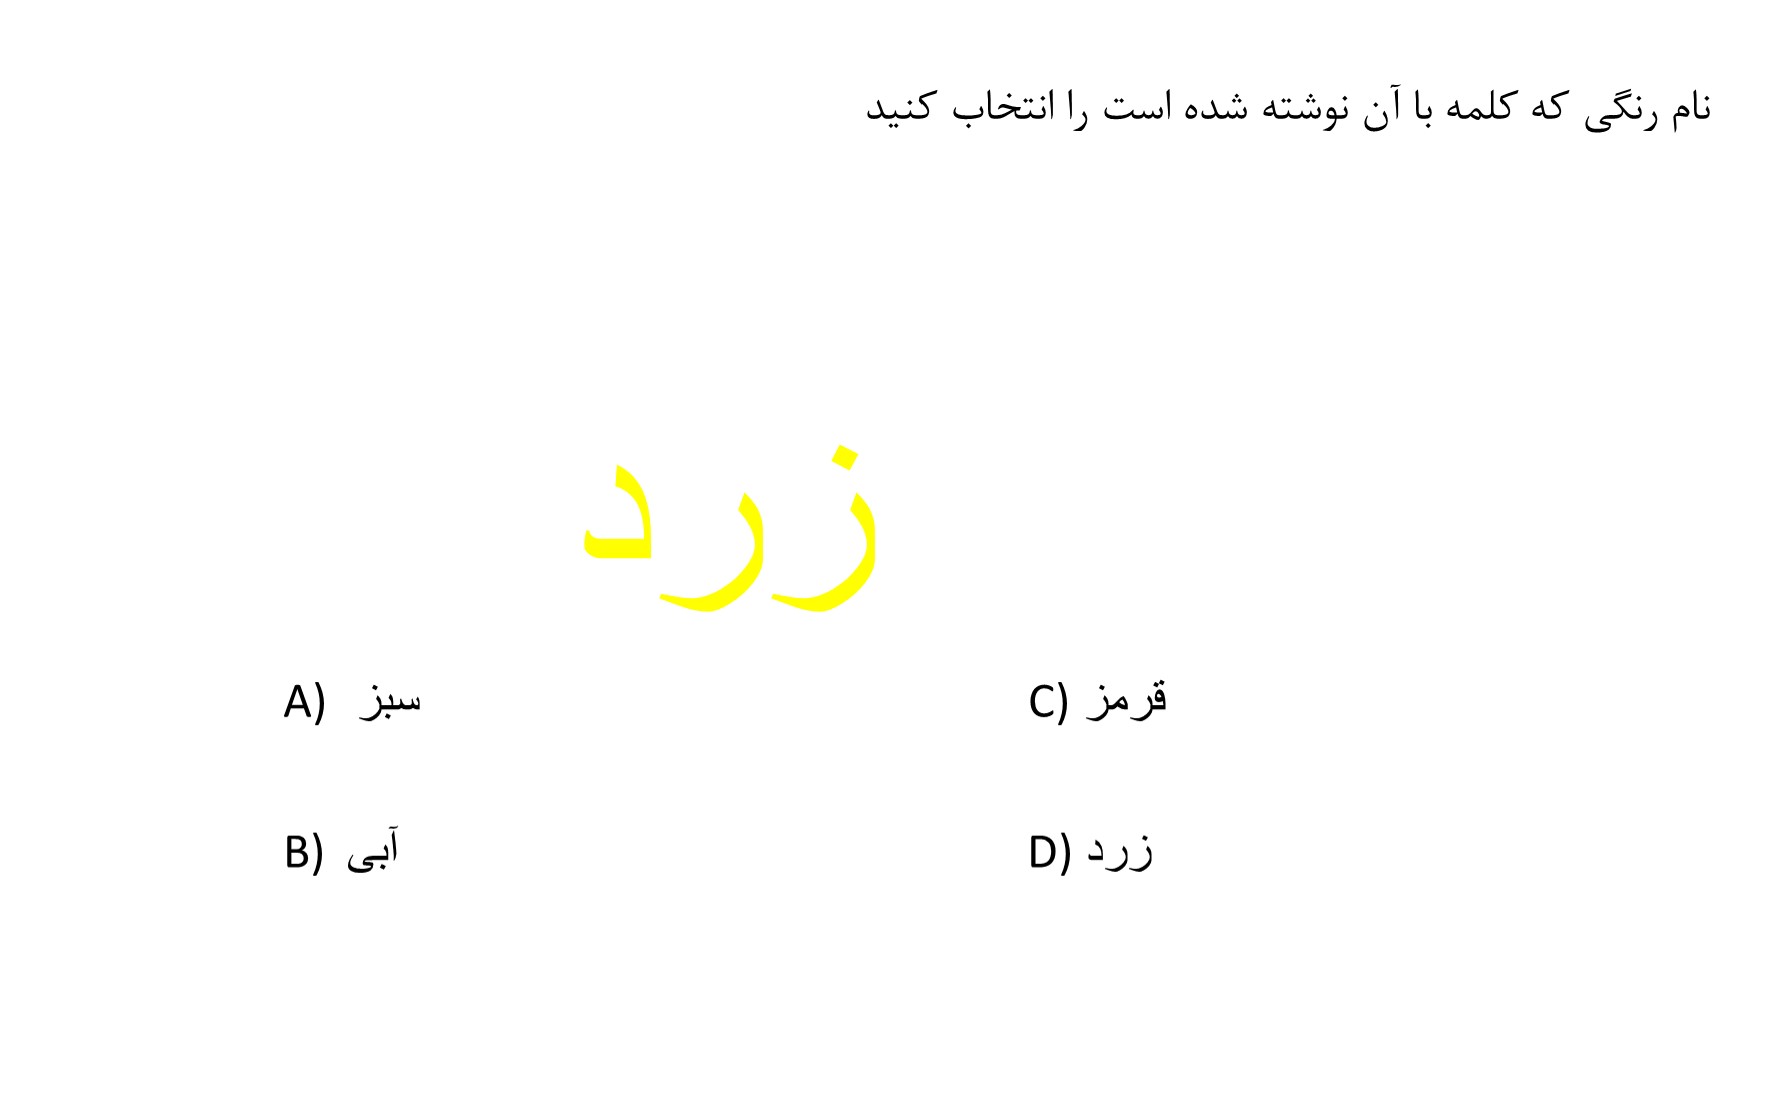 نام رنگی که کلمه با آن نوشته شده است را انتخاب کنید
زرد
A) سبز
C) قرمز
B) آبی
D) زرد